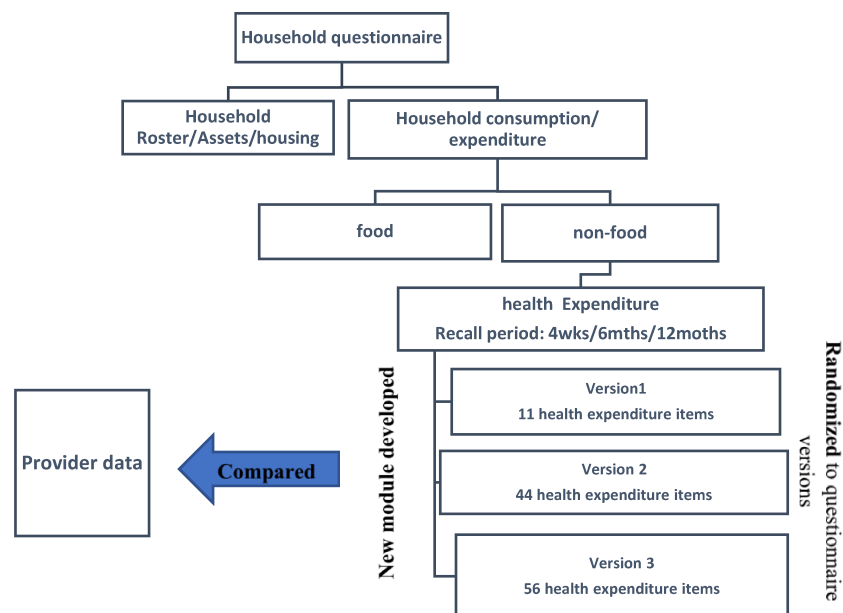 Household questionnaire
Household
Roster/Assets/housing
Household consumption/
expenditure
food
non-food
health Expenditure
Recall period: 4wks/6mths/12moths
Version1
11 health expenditure items
Version 2
44 health expenditure items
Version 3
56 health expenditure items
New module developed
Randomized to questionnaire
versions
Compared
Provider data